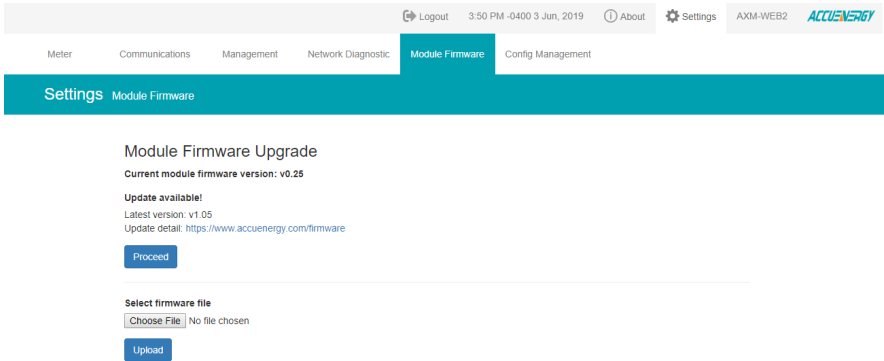 Logout 3:50 PM -0400 3 Jun, 2019 About Settings AXM-WEB2 ACCUENERGY
Meter Communications Management Network Diagnostic Module Firmware Config Management
Settings Module Firmware
Module Firmware Upgrade
Current module firmware version: v0.25
Update available!
Latest version: v1.05
Update detail: https://www.accuenergy.com/firmware
Proceed
Select firmware file
Choose File No file chosen
Upload